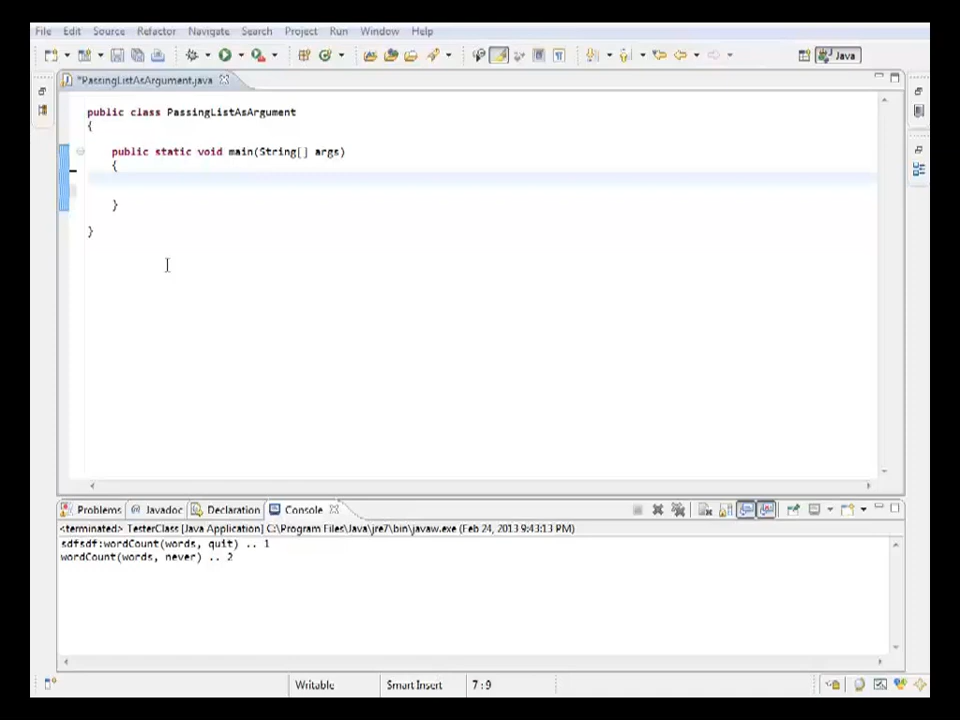 File Edit Source Refactor Navigate Search Project Run Window Help
Java
*PassingListAsArgument.java
public class PassingListAsArgument
{
public static void main(String[] args)
{
}
}
Problems Javadoc Declaration Console
<terminated> TesterClass [Java Application] C:\Program Files\Java\jre7\bin\javaw.exe (Feb 24, 2013 9:43:13 PM)
sdfsdf:wordCount(words, quit) .. 1
wordCount(words, never) .. 2
Writable Smart Insert 7:9